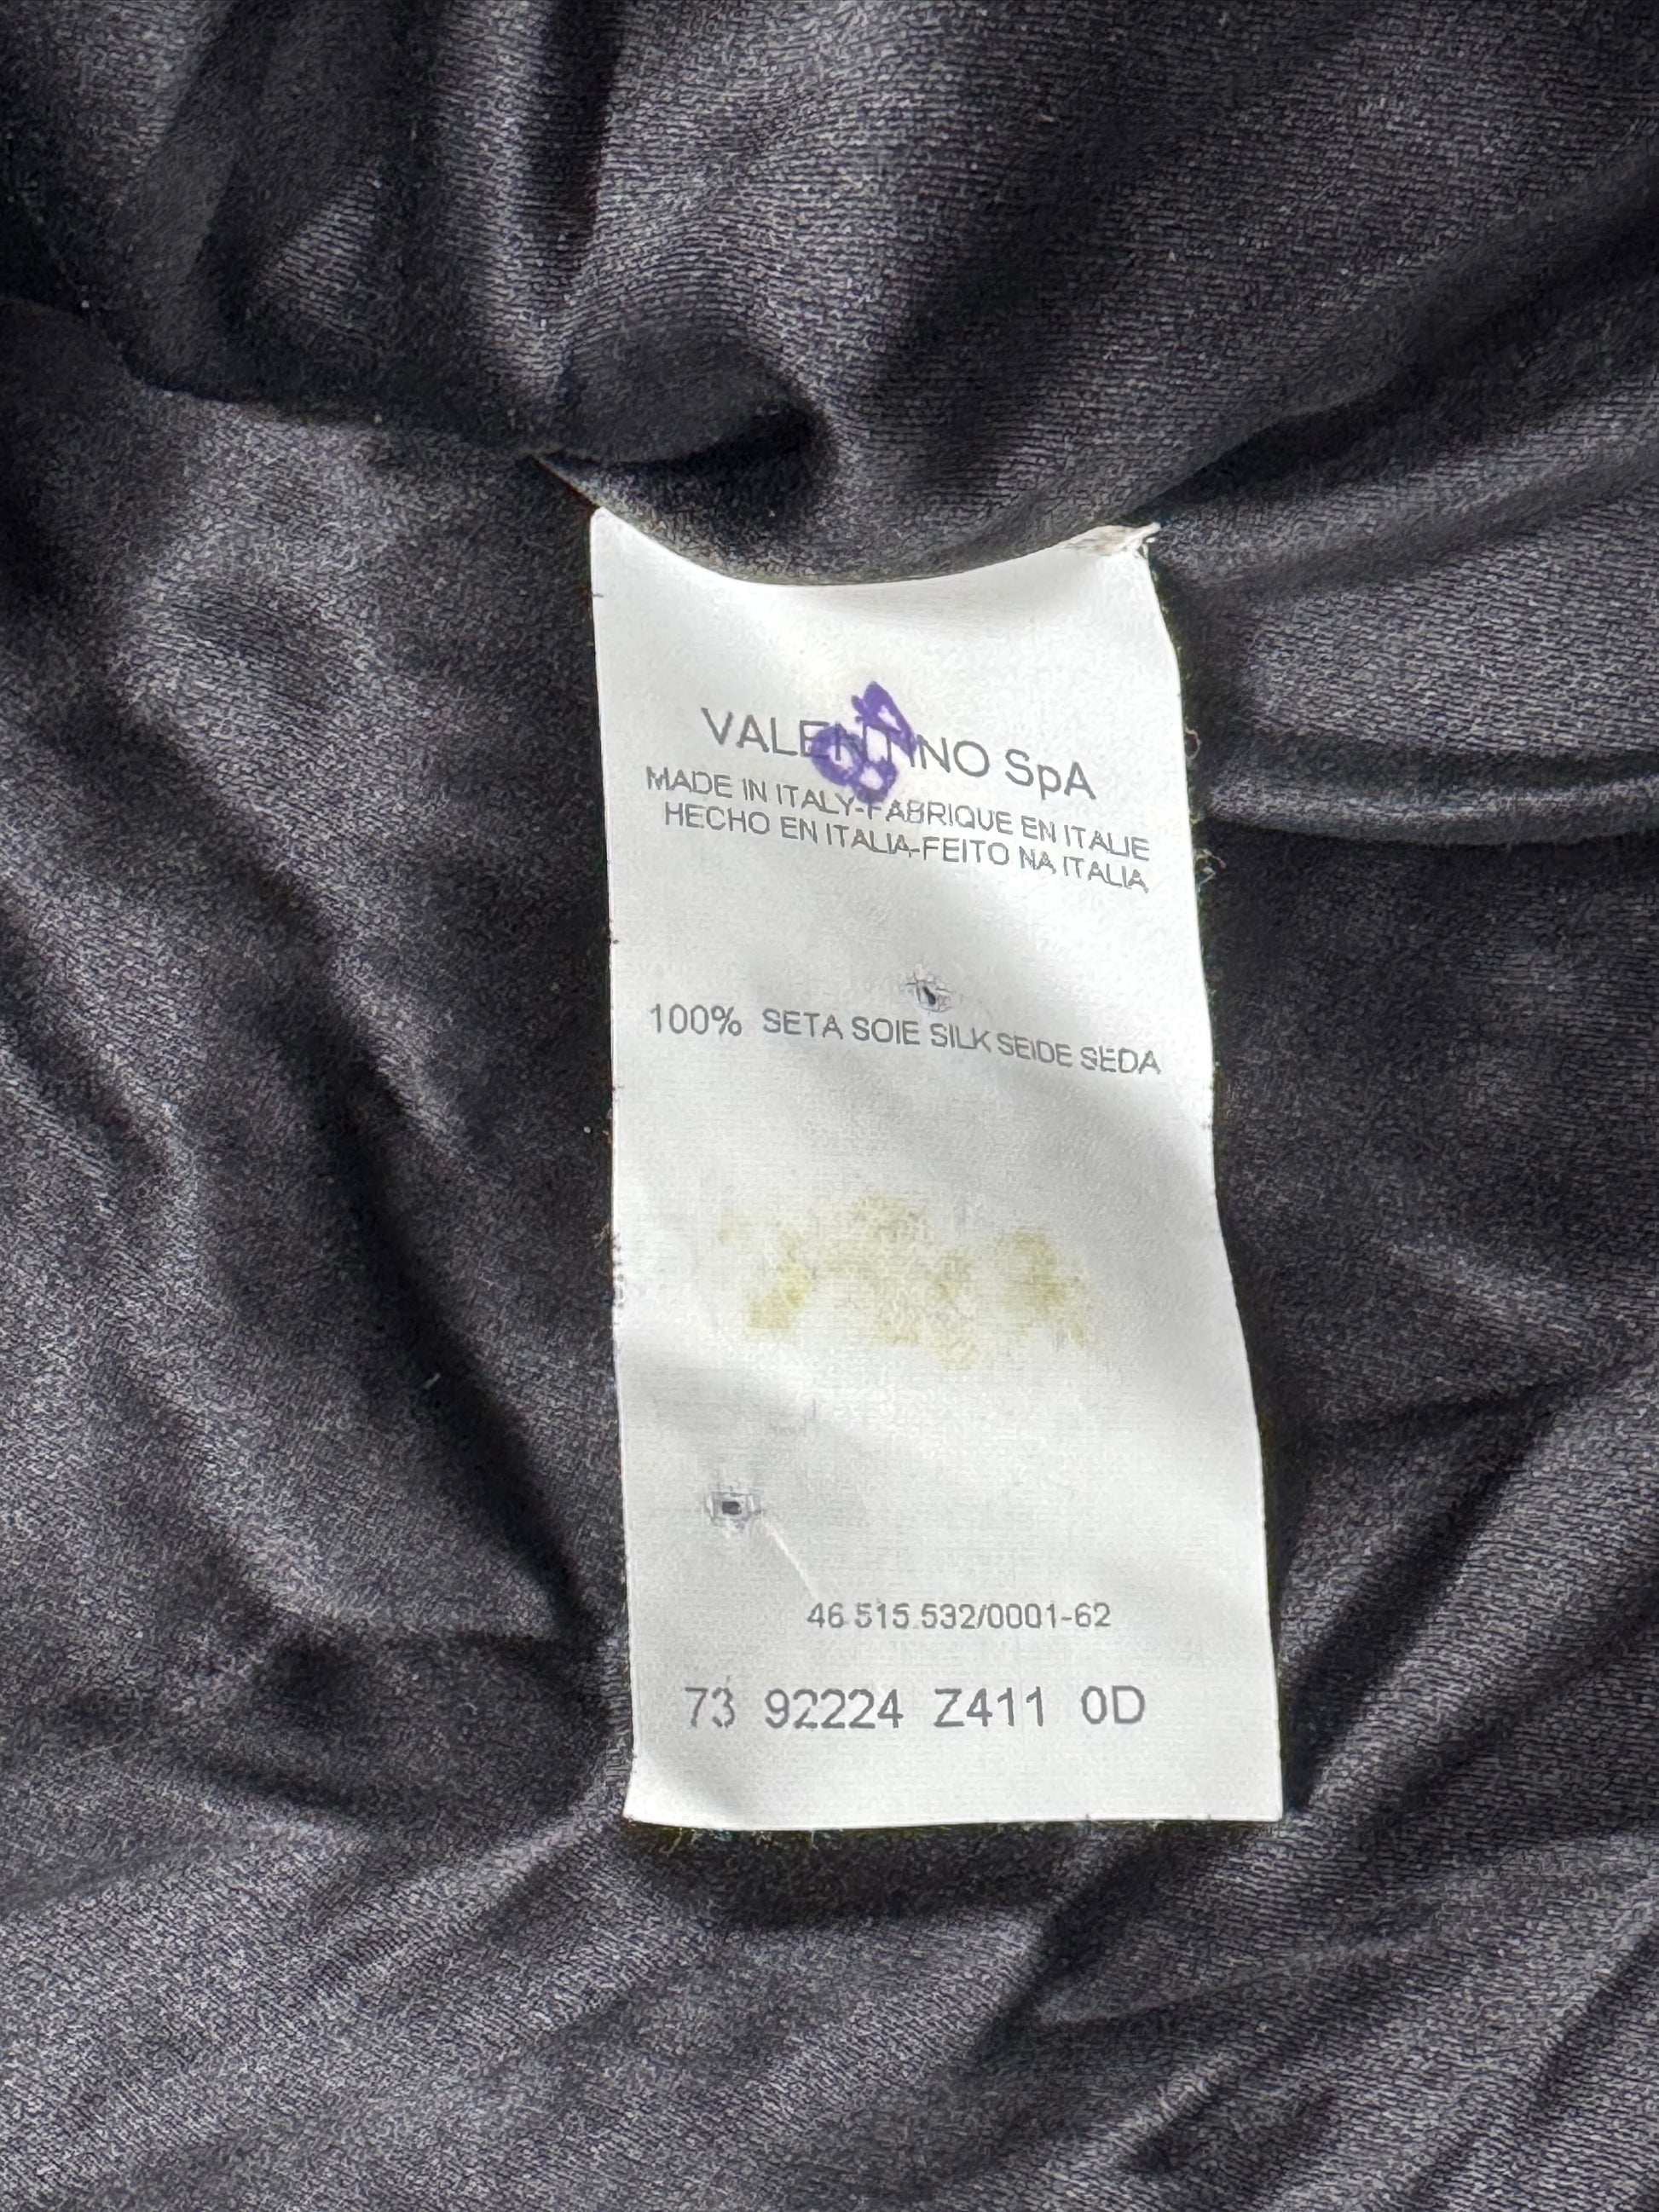 VALENTINO SpA
MADE IN ITALY-FABRIQUE EN ITALIE
HECHO EN ITALIA-FEITO NA ITALIA
100% SETA SOIE SILK SEIDE SEDA
46.515.532/0001-62
73 92224 Z411 0D